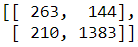 [[ 263,  144],
 [ 210, 1383]]